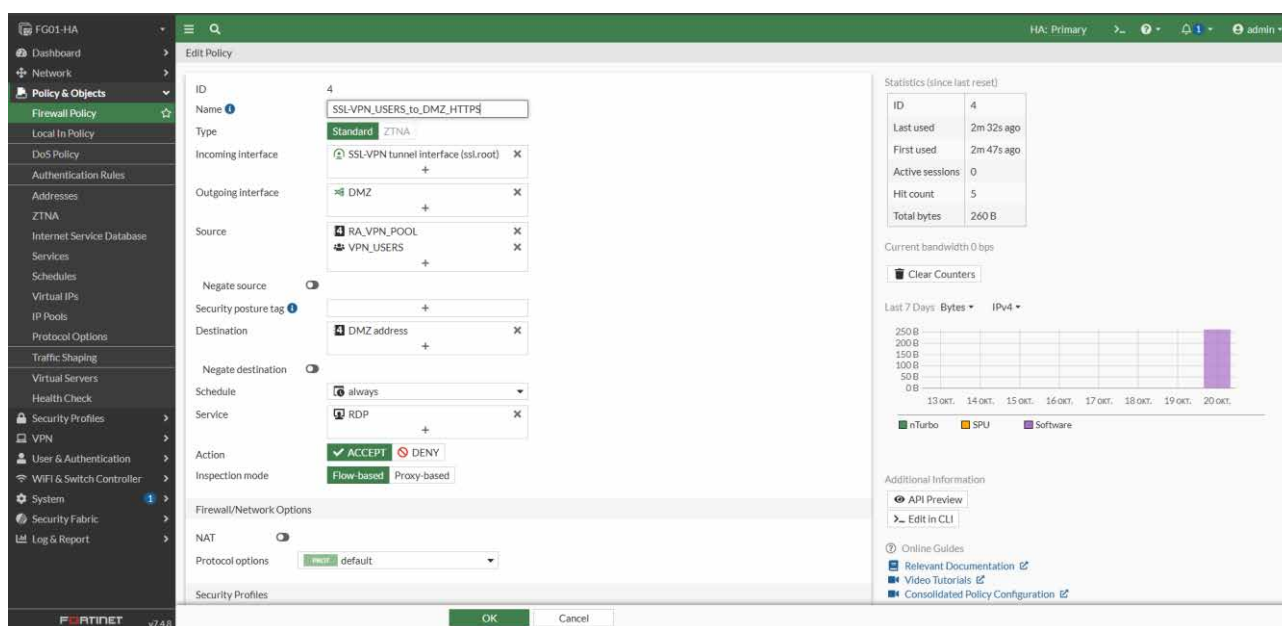 FG01-HA
HA: Primary
1
admin
Dashboard
Network
Policy & Objects
Firewall Policy
Local In Policy
DoS Policy
Authentication Rules
Addresses
ZTNA
Internet Service Database
Services
Schedules
Virtual IPs
IP Pools
Protocol Options
Traffic Shaping
Virtual Servers
Health Check
Security Profiles
VPN
User & Authentication
WiFi & Switch Controller
System 1
Security Fabric
Log & Report
FORTINET v7.4.8
Edit Policy
ID 4
Name SSL-VPN_USERS_to_DMZ_HTTPS
Type Standard ZTNA
Incoming interface SSL-VPN tunnel interface (ssl.root)
+
Outgoing interface DMZ
+
Source RA_VPN_POOL
VPN_USERS
+
Negate source
Security posture tag +
Destination DMZ address
+
Negate destination
Schedule always
Service RDP
+
Action ACCEPT DENY
Inspection mode Flow-based Proxy-based
Firewall/Network Options
NAT
Protocol options PROT default
Security Profiles
OK Cancel
Statistics (since last reset)
ID 4
Last used 2m 32s ago
First used 2m 47s ago
Active sessions 0
Hit count 5
Total bytes 260 B
Current bandwidth 0 bps
Clear Counters
Last 7 Days Bytes IPv4
250 B
200 B
150 B
100 B
50 B
0 B
13 окт. 14 окт. 15 окт. 16 окт. 17 окт. 18 окт. 19 окт. 20 окт.
nTurbo SPU Software
Additional Information
API Preview
>_ Edit in CLI
Online Guides
Relevant Documentation
Video Tutorials
Consolidated Policy Configuration